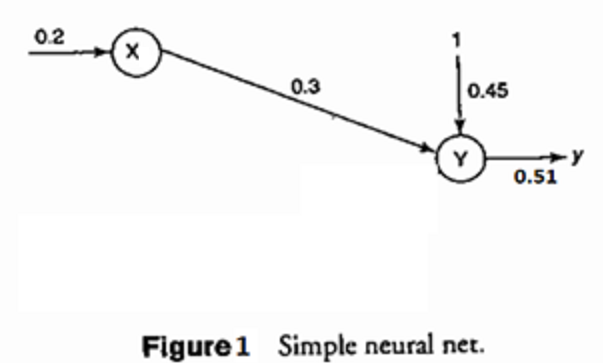 0.2
X
0.3
1
0.45
Y
y
0.51
Figure 1 Simple neural net.